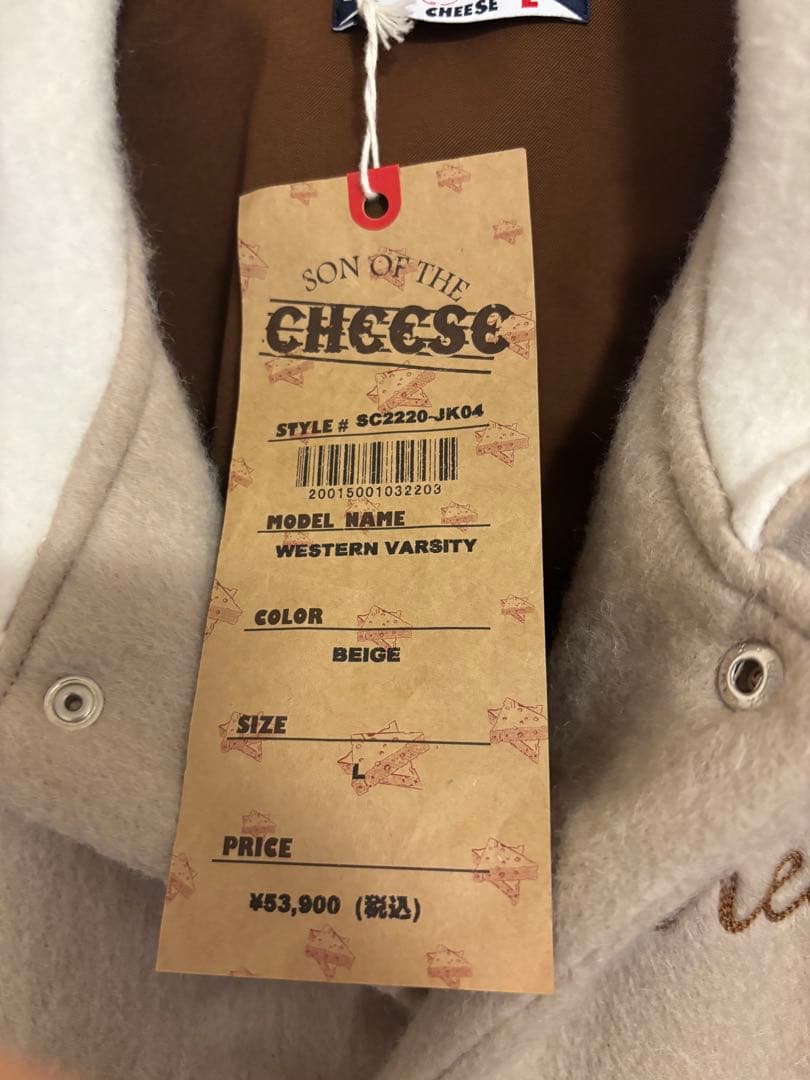 CHEESE
L
SON OF THE
CHEESE
STYLE # SC2220-JK04
20015001032203
MODEL NAME
WESTERN VARSITY
COLOR
BEIGE
SIZE
L
PRICE
¥53,900 (税込)